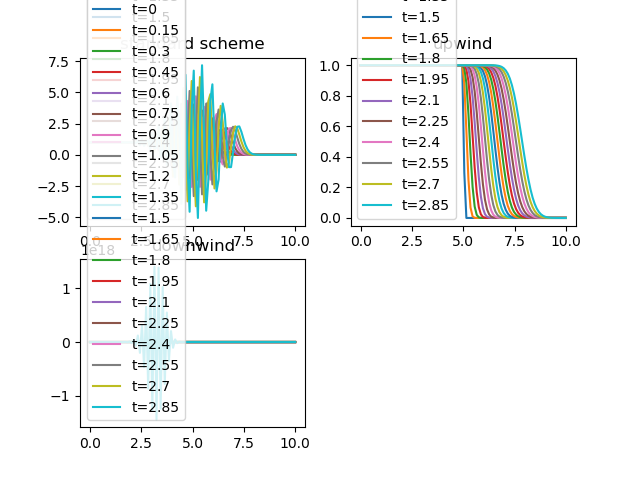 t=0
t=0.15
t=0.3
t=0.45
t=0.6
t=0.75
t=0.9
t=1.05
t=1.2
t=1.35
t=1.5
t=1.65
t=1.8
t=1.95
t=2.1
t=2.25
t=2.4
t=2.55
t=2.7
t=2.85
scheme
7.5
5.0
2.5
0.0
−2.5
−5.0
5.0
7.5
10.0
upwind
t=1.5
t=1.65
t=1.8
t=1.95
t=2.1
t=2.25
t=2.4
t=2.55
t=2.7
t=2.85
1.0
0.8
0.6
0.4
0.2
0.0
0.0
2.5
5.0
7.5
10.0
downwind
1e18
1
0
−1
0.0
2.5
5.0
7.5
10.0